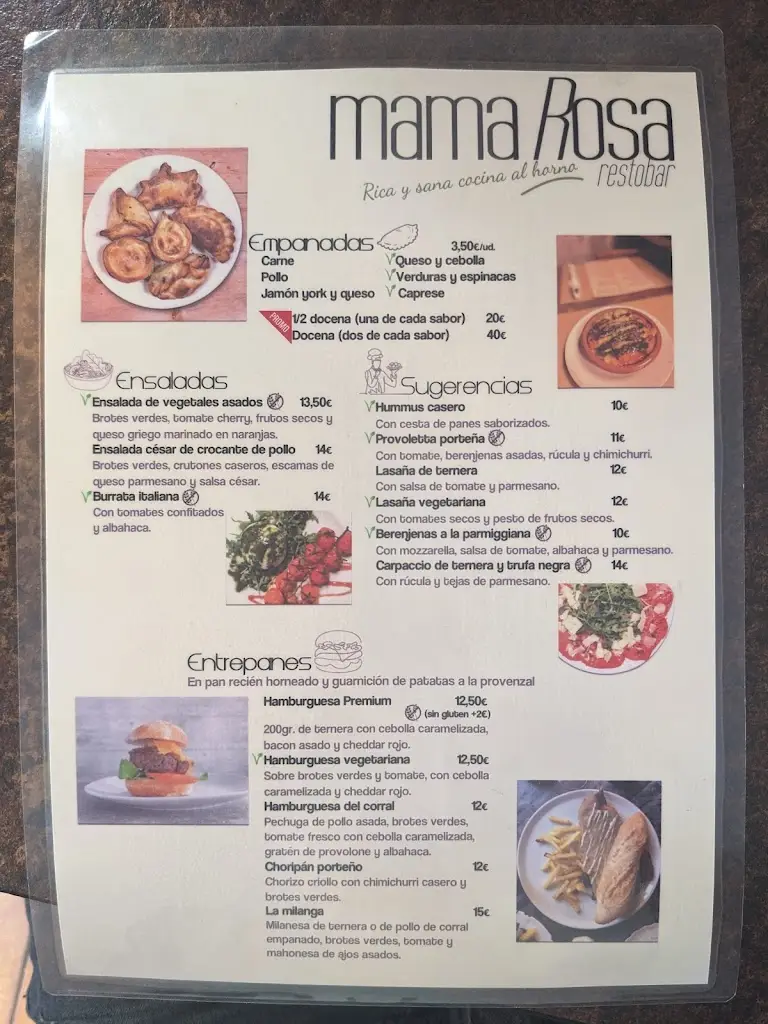 mama Rosa
restobar
Rica y sana cocina al horno
Empanadas 3,50€/ud.
Carne Queso y cebolla
Pollo Verduras y espinacas
Jamón york y queso Caprese
PROMO
1/2 docena (una de cada sabor) 20€
Docena (dos de cada sabor) 40€
Ensaladas
Ensalada de vegetales asados 13,50€
Brotes verdes, tomate cherry, frutos secos y
queso griego marinado en naranjas.
Ensalada césar de crocante de pollo 14€
Brotes verdes, crutones caseros, escamas de
queso parmesano y salsa césar.
Burrata italiana 14€
Con tomates confitados
y albahaca.
Sugerencias
Hummus casero 10€
Con cesta de panes saborizados.
Provoletta porteña 11€
Con tomate, berenjenas asadas, rúcula y chimichurri.
Lasaña de ternera 12€
Con salsa de tomate y parmesano.
Lasaña vegetariana 12€
Con tomates secos y pesto de frutos secos.
Berenjenas a la parmiggiana 10€
Con mozzarella, salsa de tomate, albahaca y parmesano.
Carpaccio de ternera y trufa negra 14€
Con rúcula y tejas de parmesano.
Entrepanes
En pan recién horneado y guarnición de patatas a la provenzal
Hamburguesa Premium 12,50€
(sin gluten +2€)
200gr. de ternera con cebolla caramelizada,
bacon asado y cheddar rojo.
Hamburguesa vegetariana 12,50€
Sobre brotes verdes y tomate, con cebolla
caramelizada y cheddar rojo.
Hamburguesa del corral 12€
Pechuga de pollo asada, brotes verdes,
tomate fresco con cebolla caramelizada,
gratén de provolone y albahaca.
Choripán porteño 12€
Chorizo criollo con chimichurri casero y
brotes verdes.
La milanga 15€
Milanesa de ternera o de pollo de corral
empanado, brotes verdes, tomate y
mahonesa de ajos asados.